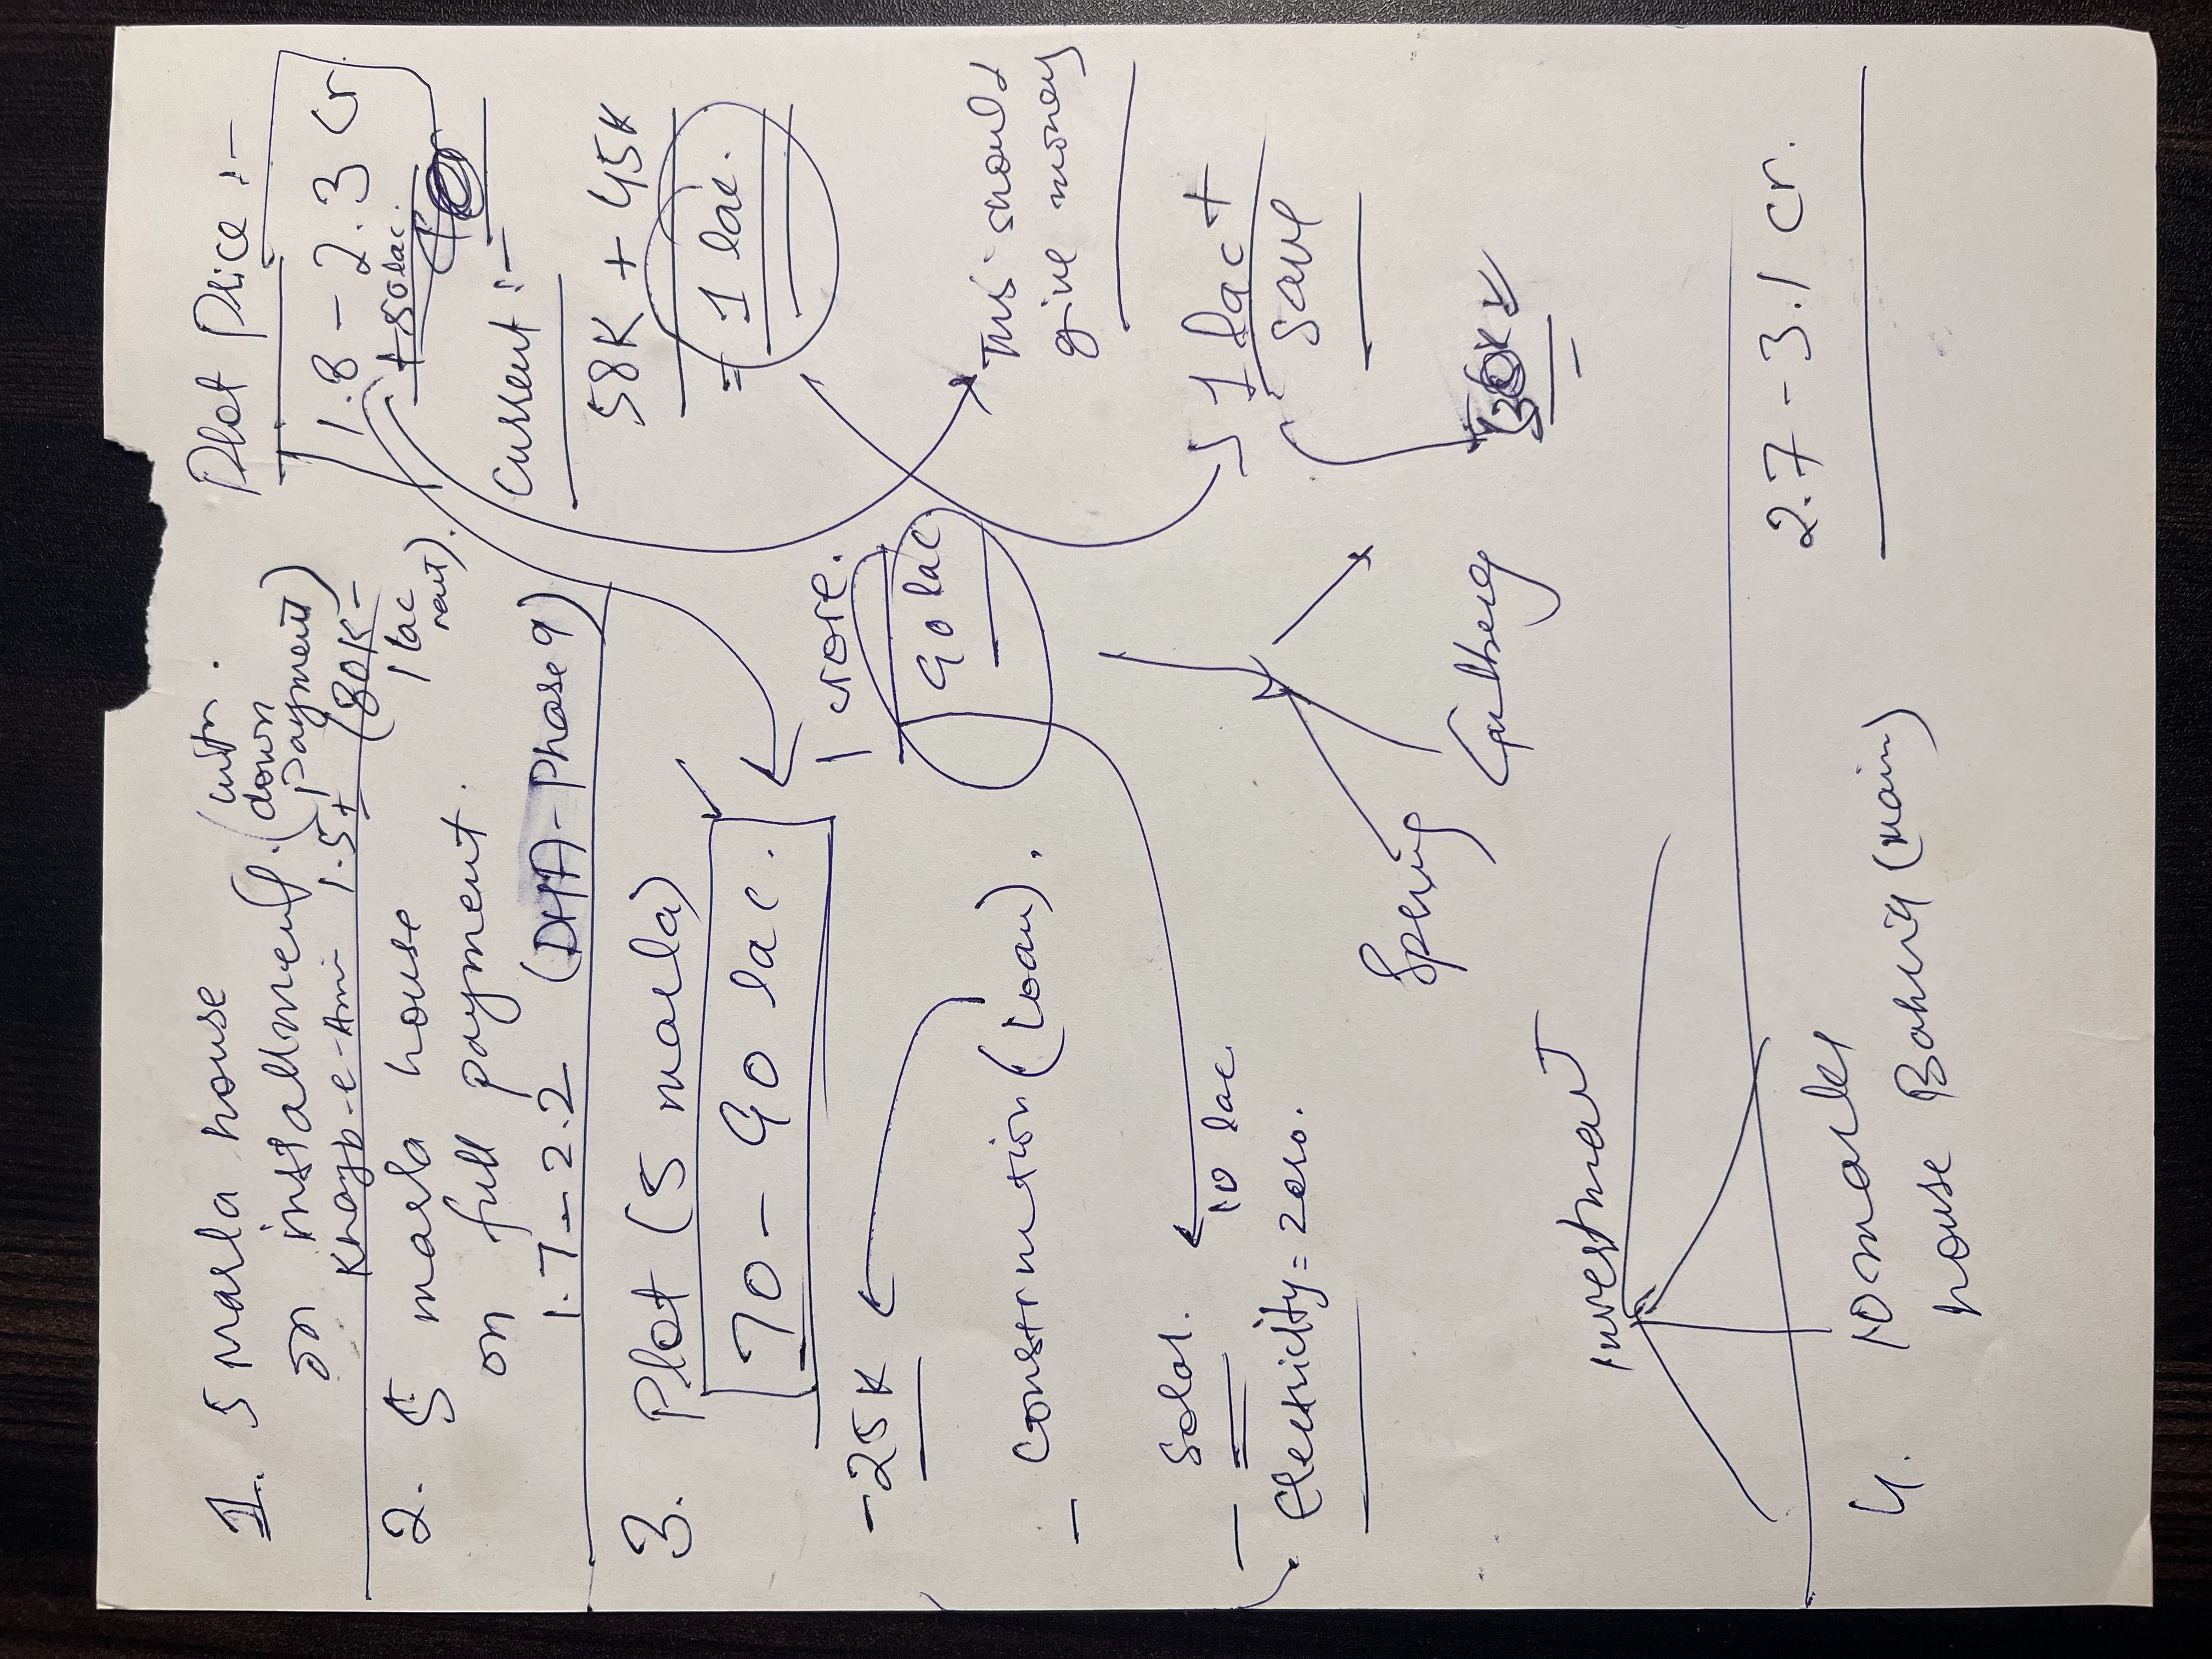 1. 5 marla house
on installment. (with
down
payment)
Khayb-e-Amin 1.5+ (80K-
1 lac
rent).
2. 5 marla house
on full payment.
1.7-2.2 (DHA-Phase 9)
3. Plot (5 marla)
70-90 lac.
-25K
1 crore.
90 lac
- Construction (Loan).
- Solar.
10 lac
. Electricity = zero.
Spring
Gulberg
Investment
4. 10 marla
house Bahria (main)
2.7-3.1 cr.
Plot Price :-
1.8-2.3 Cr.
+50 lac
Current :-
58K + 45K
= 1 lac.
This should
give money
1 lac +
save